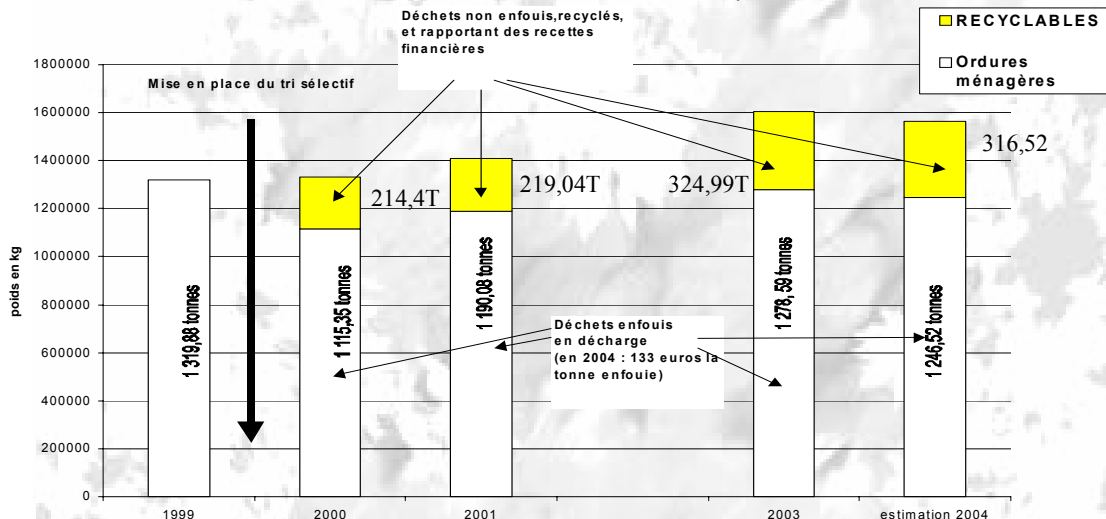 Déchets non enfouis,recyclés,
et rapportant des recettes
financières
RECYCLABLES
Ordures
ménagères
Mise en place du tri sélectif
poids en kg
1800000
1600000
1400000
1200000
1000000
800000
600000
400000
200000
0
1 319,88 tonnes
1 115,35 tonnes
214,4T
1 190,08 tonnes
219,04T
324,99T
1 278, 59 tonnes
316,52
1 246,52 tonnes
Déchets enfouis
en décharge
(en 2004 : 133 euros la
tonne enfouie)
1999
2000
2001
2003
estimation 2004